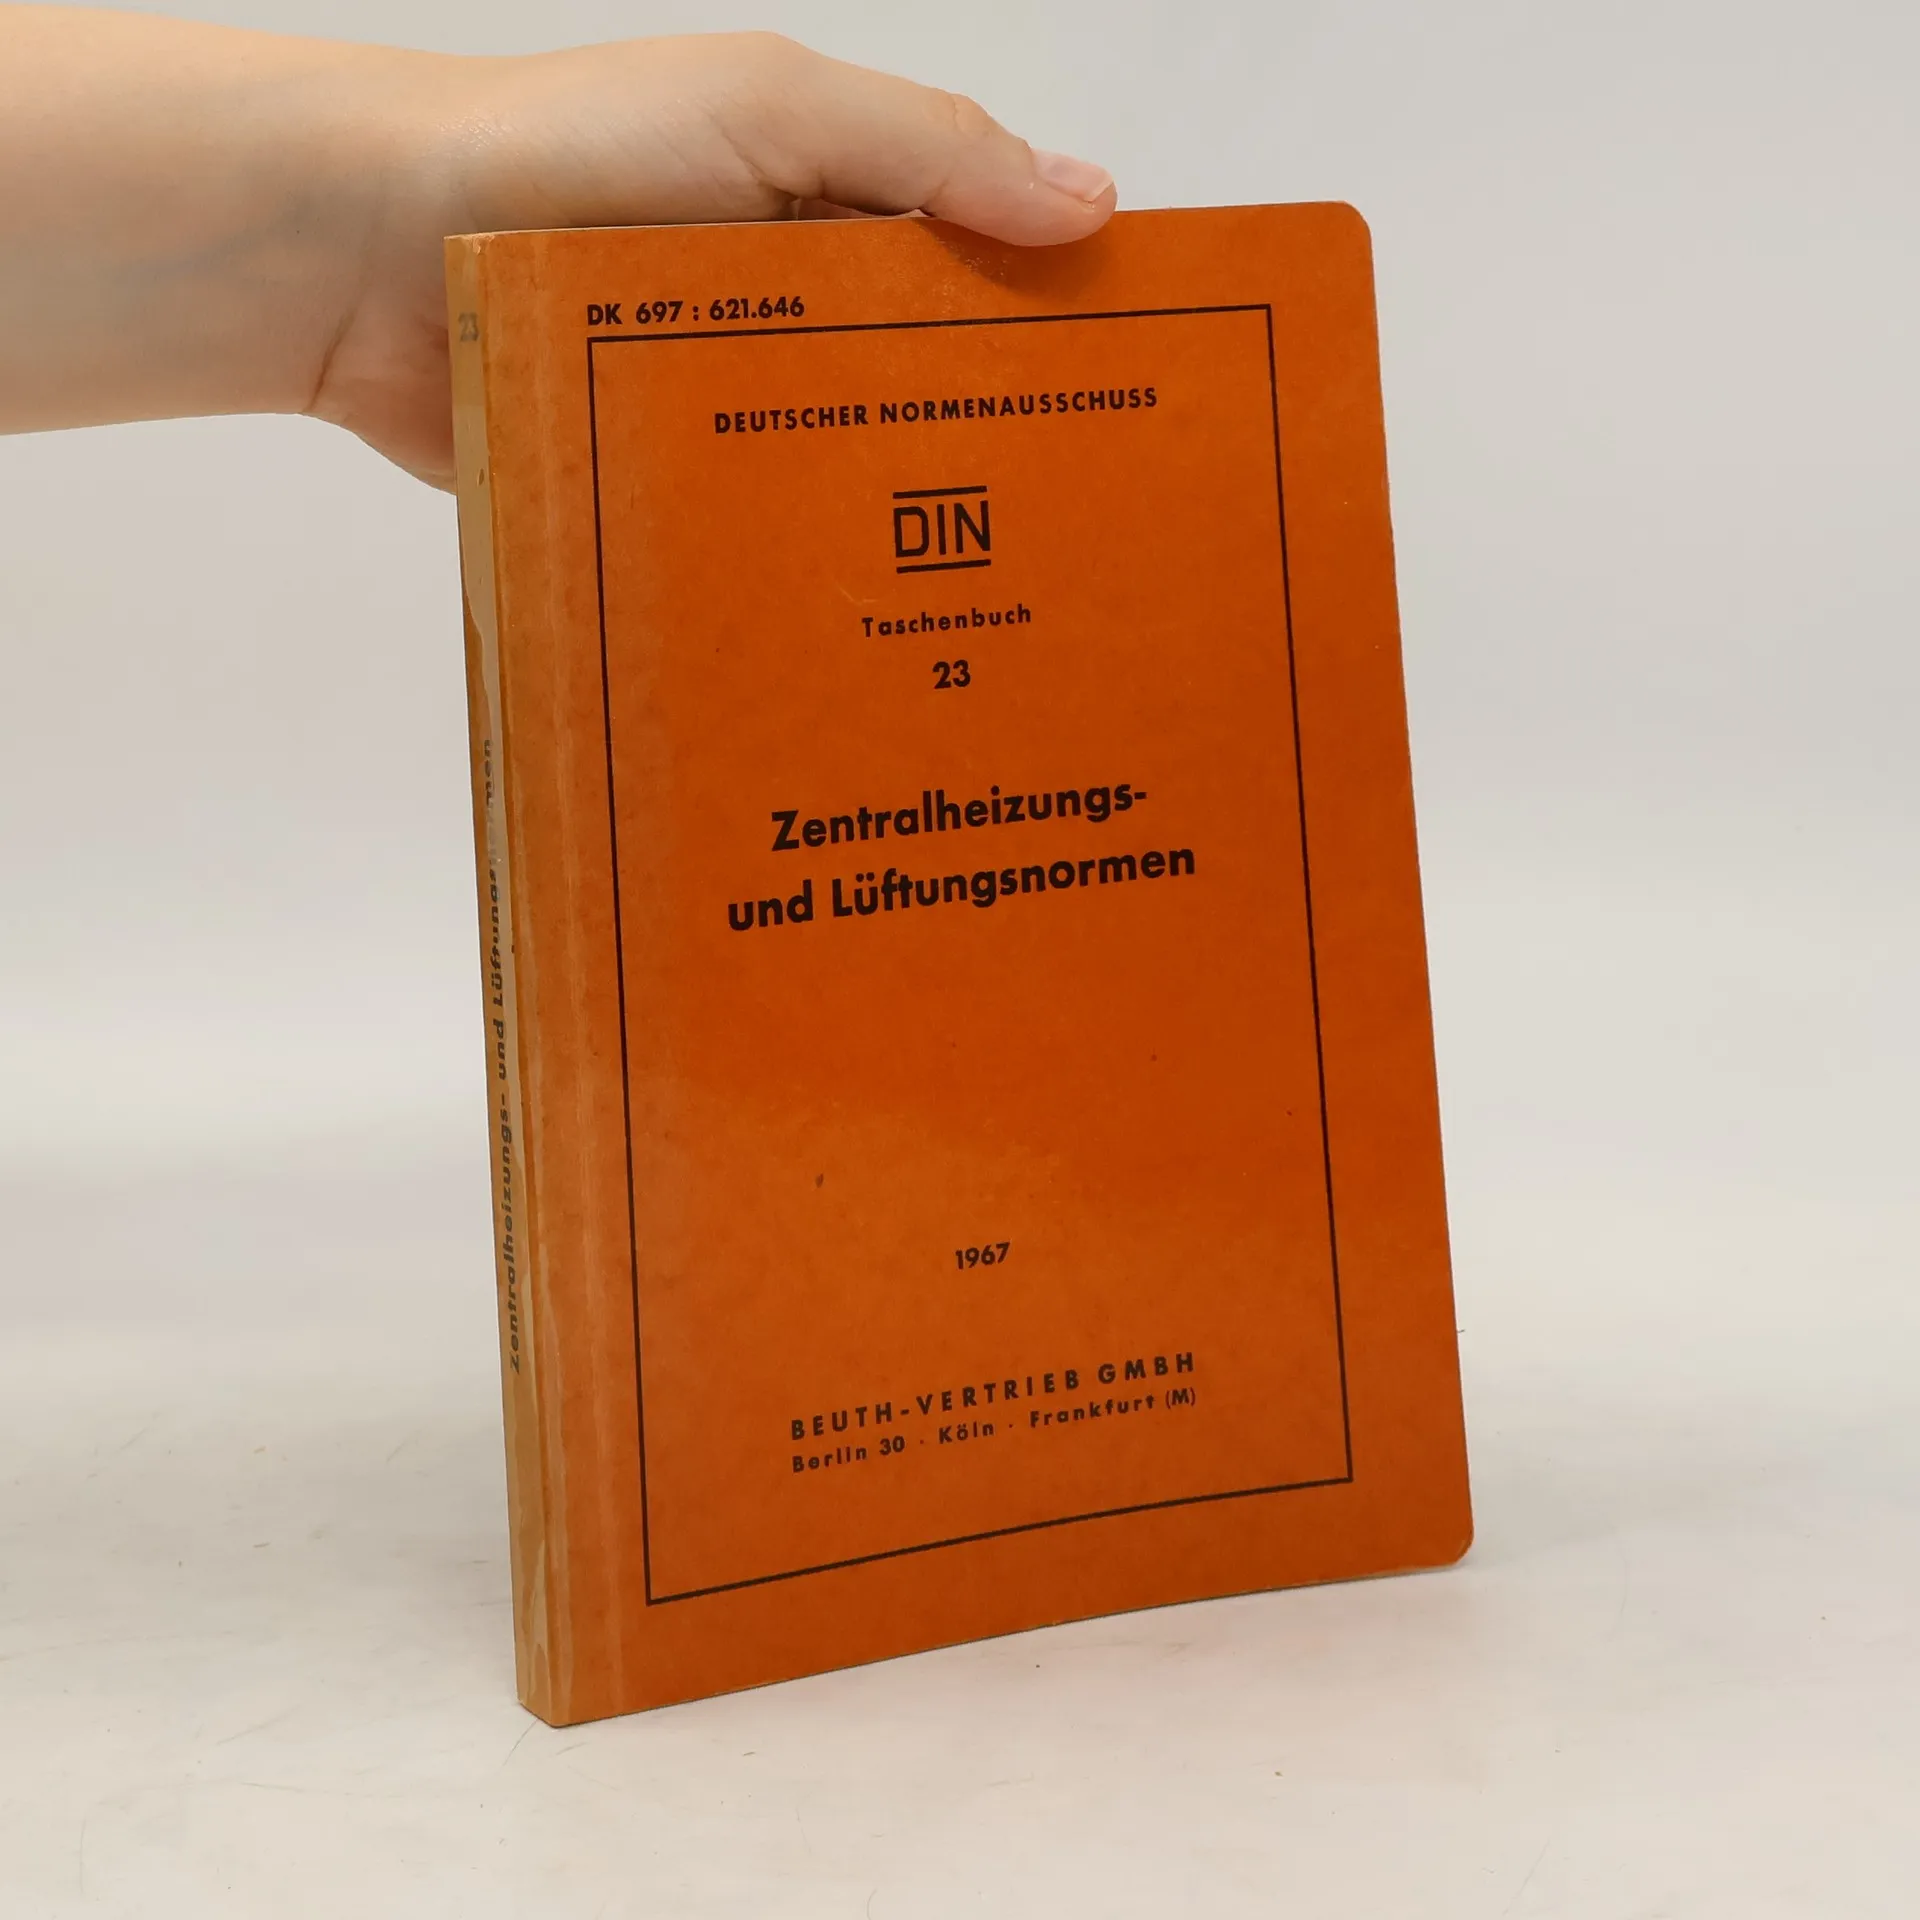 DK 697 : 621.646
DEUTSCHER NORMENAUSSCHUSS
DIN
Taschenbuch
23
Zentralheizungs-
und Lüftungsnormen
1967
BEUTH-VERTRIEB GMBH
Berlin 30 · Köln · Frankfurt (M)
23
Zentralheizungs- und Lüftungsnormen